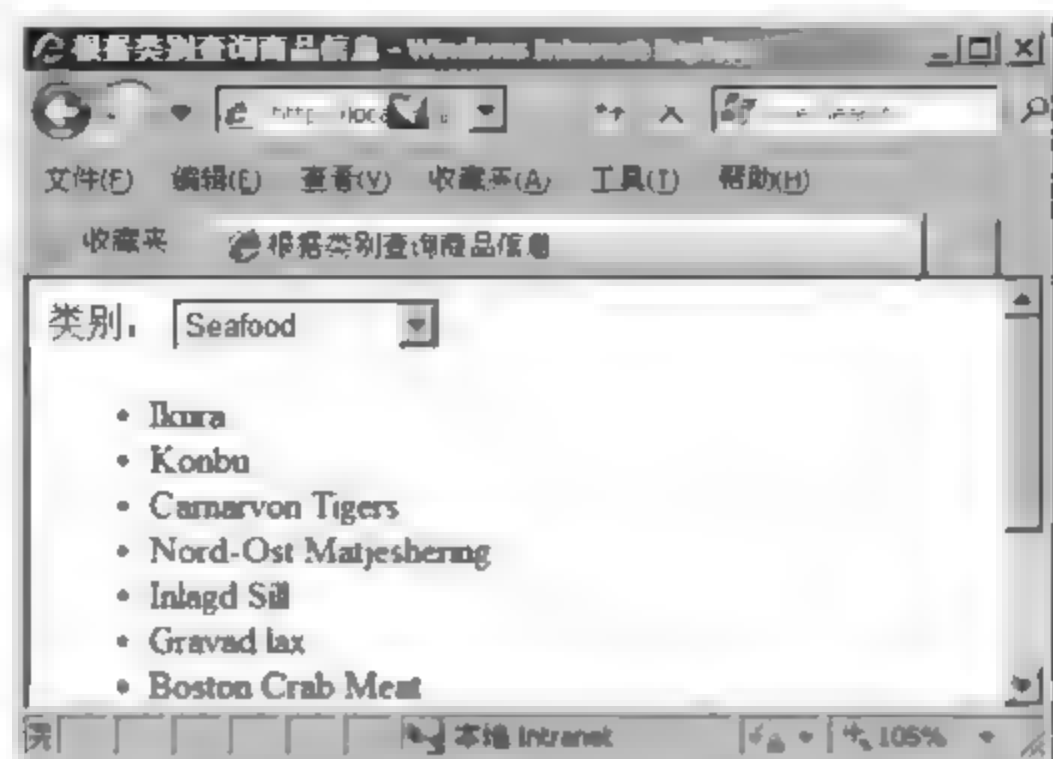 根据类别查询商品信息 - Windows Internet Explorer
文件(F) 编辑(E) 查看(V) 收藏夹(A) 工具(T) 帮助(H)
收藏夹 根据类别查询商品信息
类别: Seafood
• Ikura
• Konbu
• Carnarvon Tigers
• Nord-Ost Matjeshering
• Inlagd Sill
• Gravad lax
• Boston Crab Meat
本地 Intranet 105%